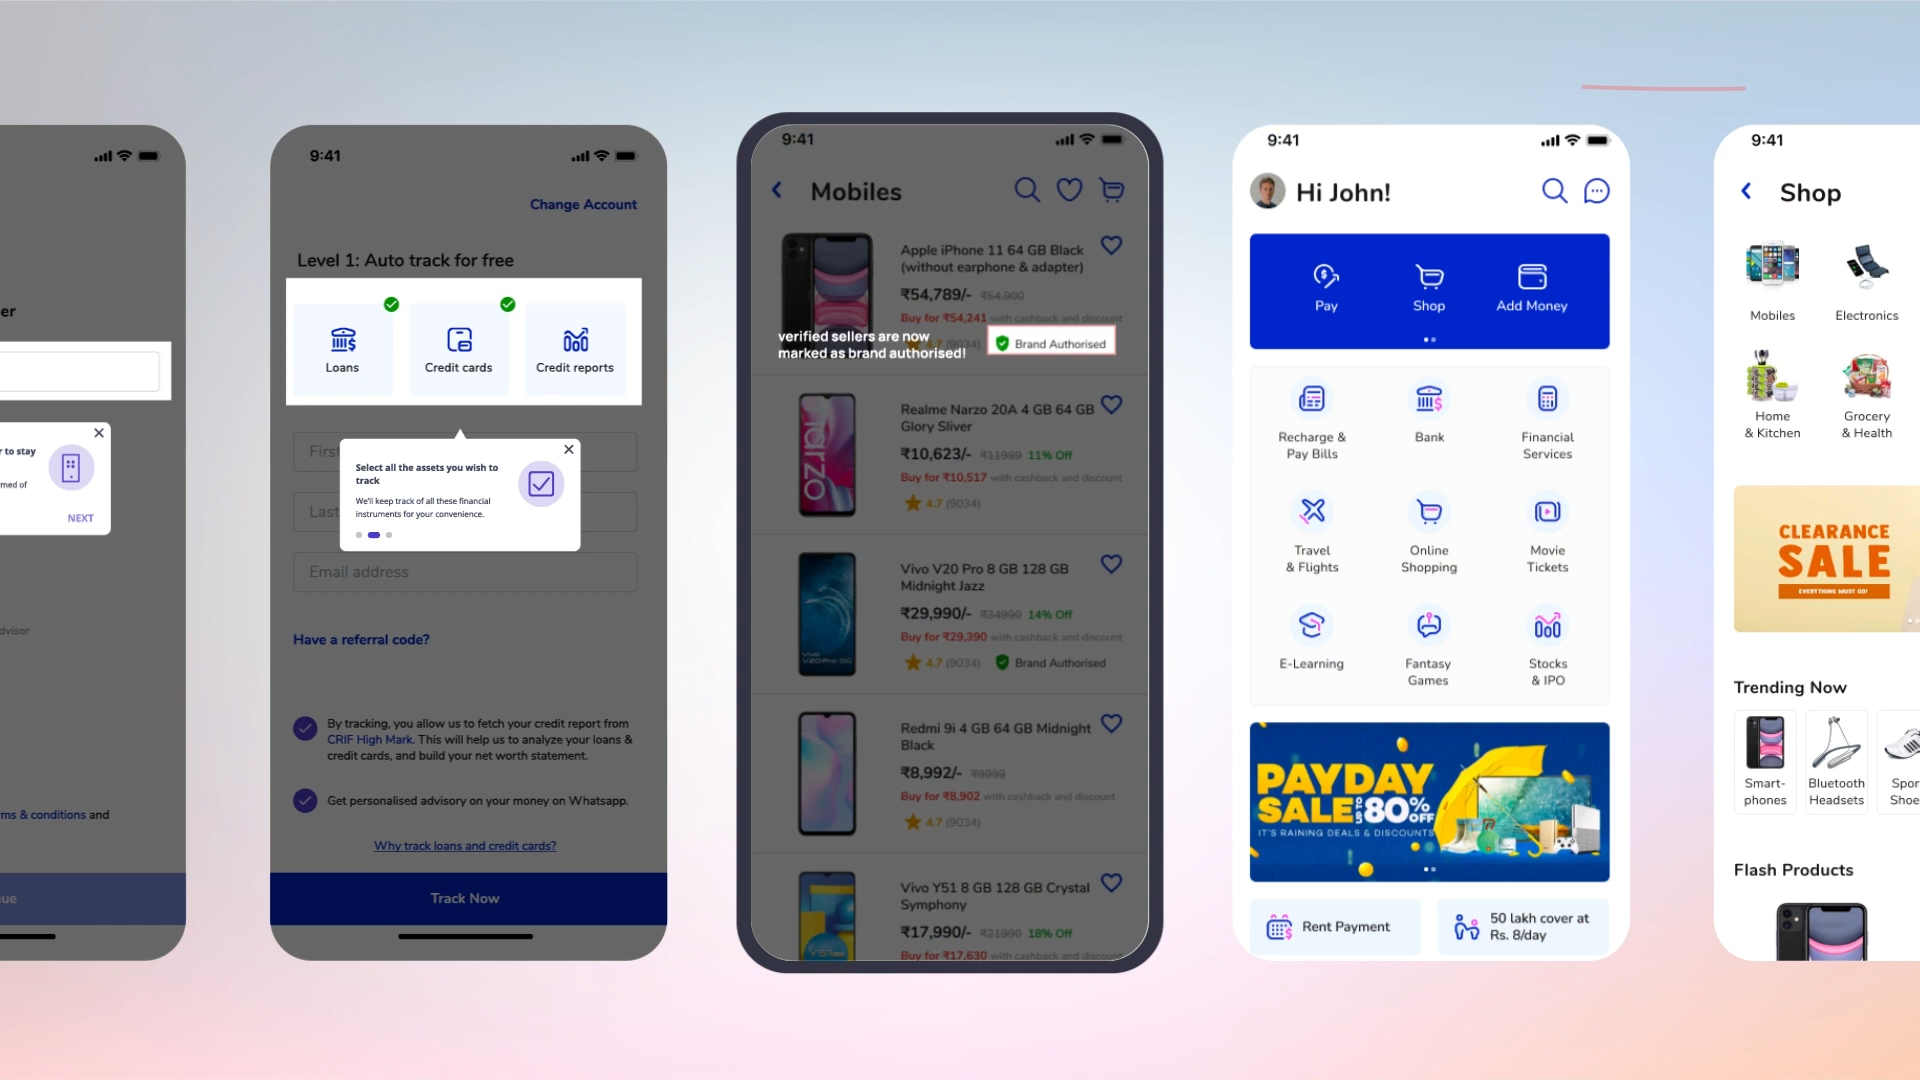 er
r to stay
med of
NEXT
dvisor
ms & conditions and
ue
9:41
Change Account
Level 1: Auto track for free
Loans
Credit cards
Credit reports
First
Last
Select all the assets you wish to
track
We'll keep track of all these financial
instruments for your convenience.
Email address
Have a referral code?
By tracking, you allow us to fetch your credit report from
CRIF High Mark. This will help us to analyze your loans &
credit cards, and build your net worth statement.
Get personalised advisory on your money on Whatsapp.
Why track loans and credit cards?
Track Now
9:41
Mobiles
Apple iPhone 11 64 GB Black
(without earphone & adapter)
₹54,789/- ₹54,900
Buy for ₹54,241 with cashback and discount
4.7 (9034)
verified sellers are now
marked as brand authorised!
Brand Authorised
narzo
Realme Narzo 20A 4 GB 64 GB
Glory Sliver
₹10,623/- ₹11999 11% Off
Buy for ₹10,517 with cashback and discount
4.7 (9034)
vivo
V20 Pro 5G
Vivo V20 Pro 8 GB 128 GB
Midnight Jazz
₹29,990/- ₹34990 14% Off
Buy for ₹29,390 with cashback and discount
4.7 (9034) Brand Authorised
Redmi 9i 4 GB 64 GB Midnight
Black
₹8,992/- ₹9999
Buy for ₹8,902 with cashback and discount
4.7 (9034)
Y51
Vivo Y51 8 GB 128 GB Crystal
Symphony
₹17,990/- ₹21990 18% Off
Buy for ₹17,630 with cashback and discount
9:41
Hi John!
Pay
Shop
Add Money
Recharge &
Pay Bills
Bank
Financial
Services
Travel
& Flights
Online
Shopping
Movie
Tickets
E-Learning
Fantasy
Games
Stocks
& IPO
PAYDAY
SALE UP TO 80% OFF
IT'S RAINING DEALS & DISCOUNTS
Rent Payment
50 lakh cover at
Rs. 8/day
9:41
Shop
Mobiles
Electronics
Home
& Kitchen
Grocery
& Health
CLEARANCE
SALE
EVERYTHING MUST GO!
Trending Now
Smart-
phones
Bluetooth
Headsets
Spor
Shoe
Flash Products